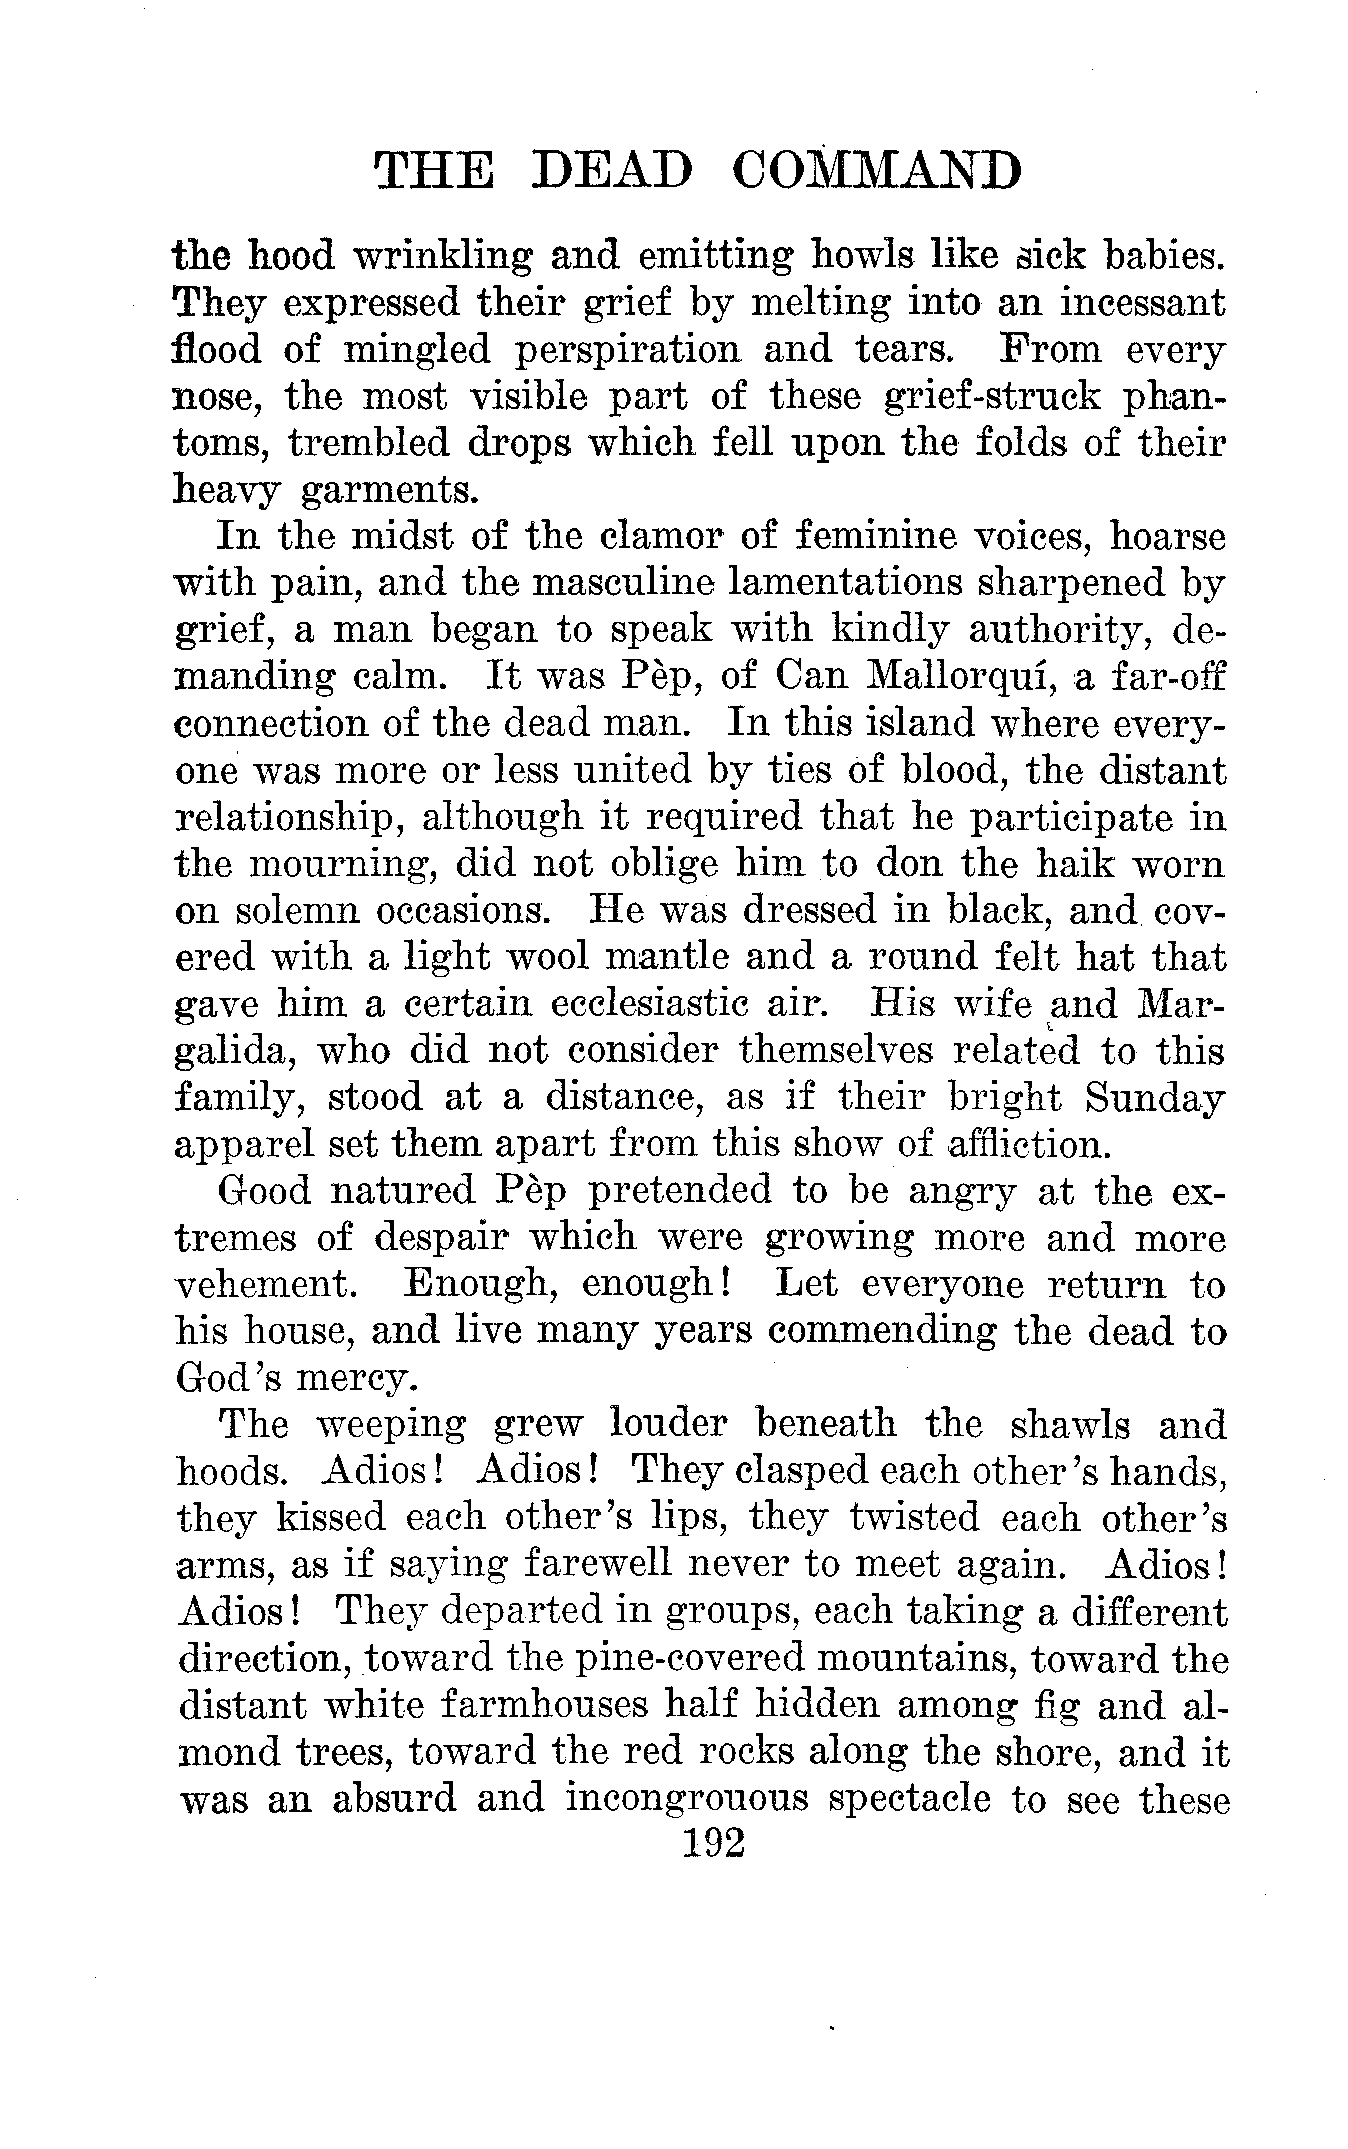 THE DEAD COMMAND
the hood wrinkling and emitting howls like sick babies.
They expressed their grief by melting into an incessant
flood of mingled perspiration and tears. From every
nose, the most visible part of these grief-struck phan-
toms, trembled drops which fell upon the folds of their
heavy garments.
In the midst of the clamor of feminine voices, hoarse
with pain, and the masculine lamentations sharpened by
grief, a man began to speak with kindly authority, de-
manding calm. It was Pèp, of Can Mallorquí, a far-off
connection of the dead man. In this island where every-
one was more or less united by ties of blood, the distant
relationship, although it required that he participate in
the mourning, did not oblige him to don the haik worn
on solemn occasions. He was dressed in black, and cov-
ered with a light wool mantle and a round felt hat that
gave him a certain ecclesiastic air. His wife and Mar-
galida, who did not consider themselves related to this
family, stood at a distance, as if their bright Sunday
apparel set them apart from this show of affliction.
Good natured Pèp pretended to be angry at the ex-
tremes of despair which were growing more and more
vehement. Enough, enough! Let everyone return to
his house, and live many years commending the dead to
God's mercy.
The weeping grew louder beneath the shawls and
hoods. Adios! Adios! They clasped each other's hands,
they kissed each other's lips, they twisted each other's
arms, as if saying farewell never to meet again. Adios!
Adios! They departed in groups, each taking a different
direction, toward the pine-covered mountains, toward the
distant white farmhouses half hidden among fig and al-
mond trees, toward the red rocks along the shore, and it
was an absurd and incongrouous spectacle to see these
192